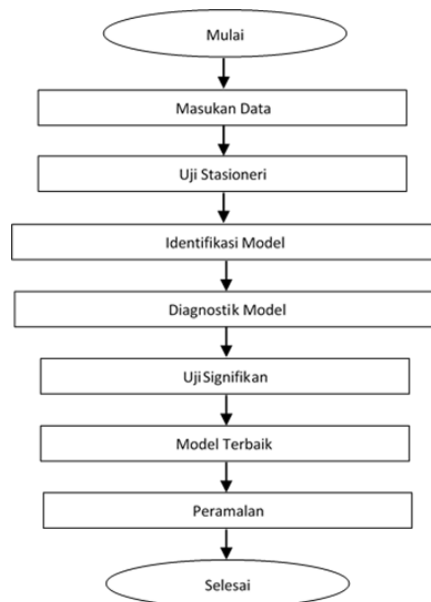 Mulai
Masukan Data
Uji Stasioneri
Identifikasi Model
Diagnostik Model
Uji Signifikan
Model Terbaik
Peramalan
Selesai